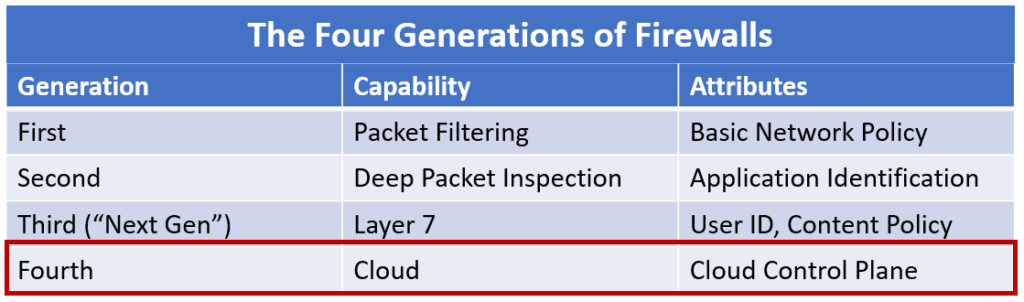 The Four Generations of Firewalls
Generation Capability Attributes
First Packet Filtering Basic Network Policy
Second Deep Packet Inspection Application Identification
Third (“Next Gen”) Layer 7 User ID, Content Policy
Fourth Cloud Cloud Control Plane